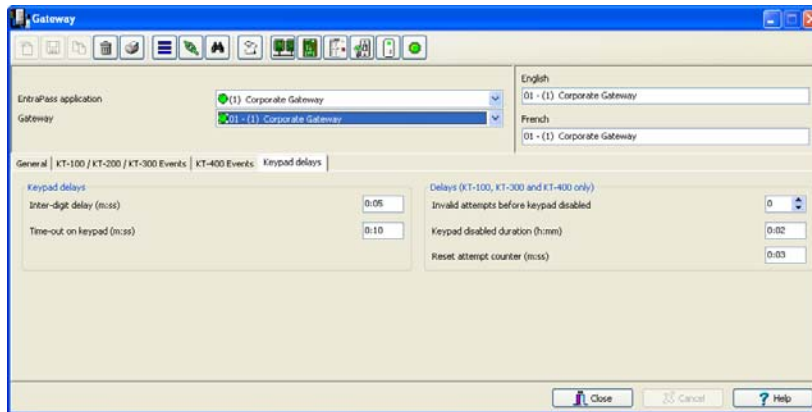 Gateway
English
EntraPass application
(1) Corporate Gateway
01 - (1) Corporate Gateway
Gateway
01 - (1) Corporate Gateway
French
01 - (1) Corporate Gateway
General
KT-100 / KT-200 / KT-300 Events
KT-400 Events
Keypad delays
Keypad delays
Inter-digit delay (m:ss)
0:05
Time-out on keypad (m:ss)
0:10
Delays (KT-100, KT-300 and KT-400 only)
Invalid attempts before keypad disabled
0
Keypad disabled duration (h:mm)
0:02
Reset attempt counter (m:ss)
0:03
Close
Cancel
? Help